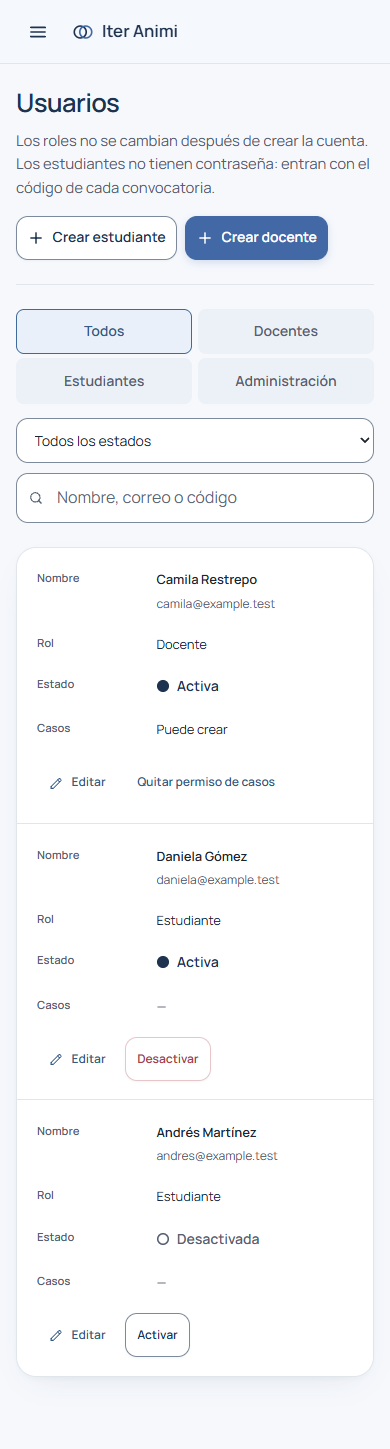 Iter Animi
Usuarios
Los roles no se cambian después de crear la cuenta.
Los estudiantes no tienen contraseña: entran con el
código de cada convocatoria.
Crear estudiante
Crear docente
Todos
Docentes
Estudiantes
Administración
Todos los estados
Nombre, correo o código
Nombre
Camila Restrepo
camila@example.test
Rol
Docente
Estado
Activa
Casos
Puede crear
Editar
Quitar permiso de casos
Nombre
Daniela Gómez
daniela@example.test
Rol
Estudiante
Estado
Activa
Casos
—
Editar
Desactivar
Nombre
Andrés Martínez
andres@example.test
Rol
Estudiante
Estado
Desactivada
Casos
—
Editar
Activar